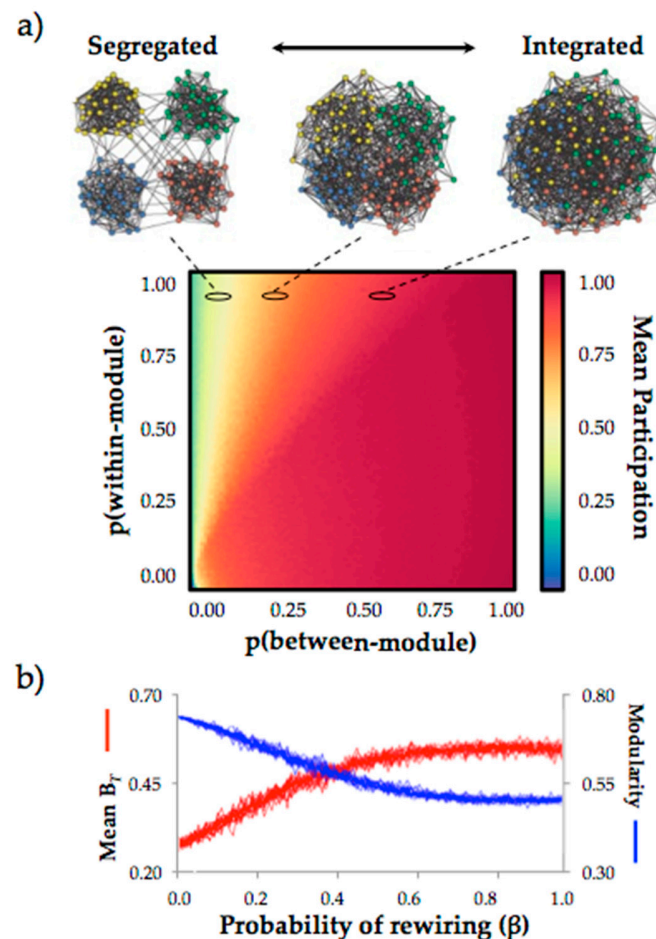 a)
Segregated
Integrated
1.00
0.75
0.50
0.25
0.00
p(within-module)
0.00 0.25 0.50 0.75 1.00
p(between-module)
1.00
0.75
0.50
0.25
0.00
Mean Participation
b)
0.70
0.45
0.20
Mean B_T
0.80
0.55
0.30
Modularity
0.0 0.2 0.4 0.6 0.8 1.0
Probability of rewiring (β)